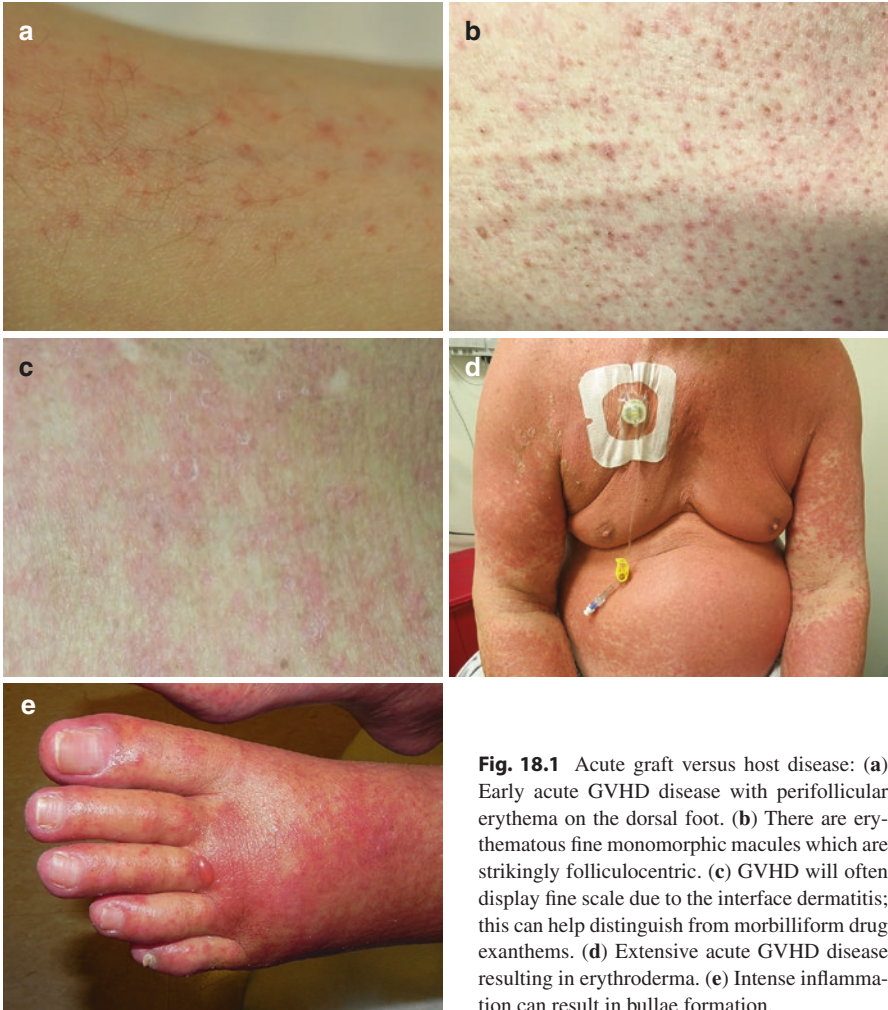 a
b
c
d
e
Fig. 18.1 Acute graft versus host disease: (a)
Early acute GVHD disease with perifollicular
erythema on the dorsal foot. (b) There are ery-
thematous fine monomorphic macules which are
strikingly folliculocentric. (c) GVHD will often
display fine scale due to the interface dermatitis;
this can help distinguish from morbilliform drug
exanthems. (d) Extensive acute GVHD disease
resulting in erythroderma. (e) Intense inflamma-
tion can result in bullae formation